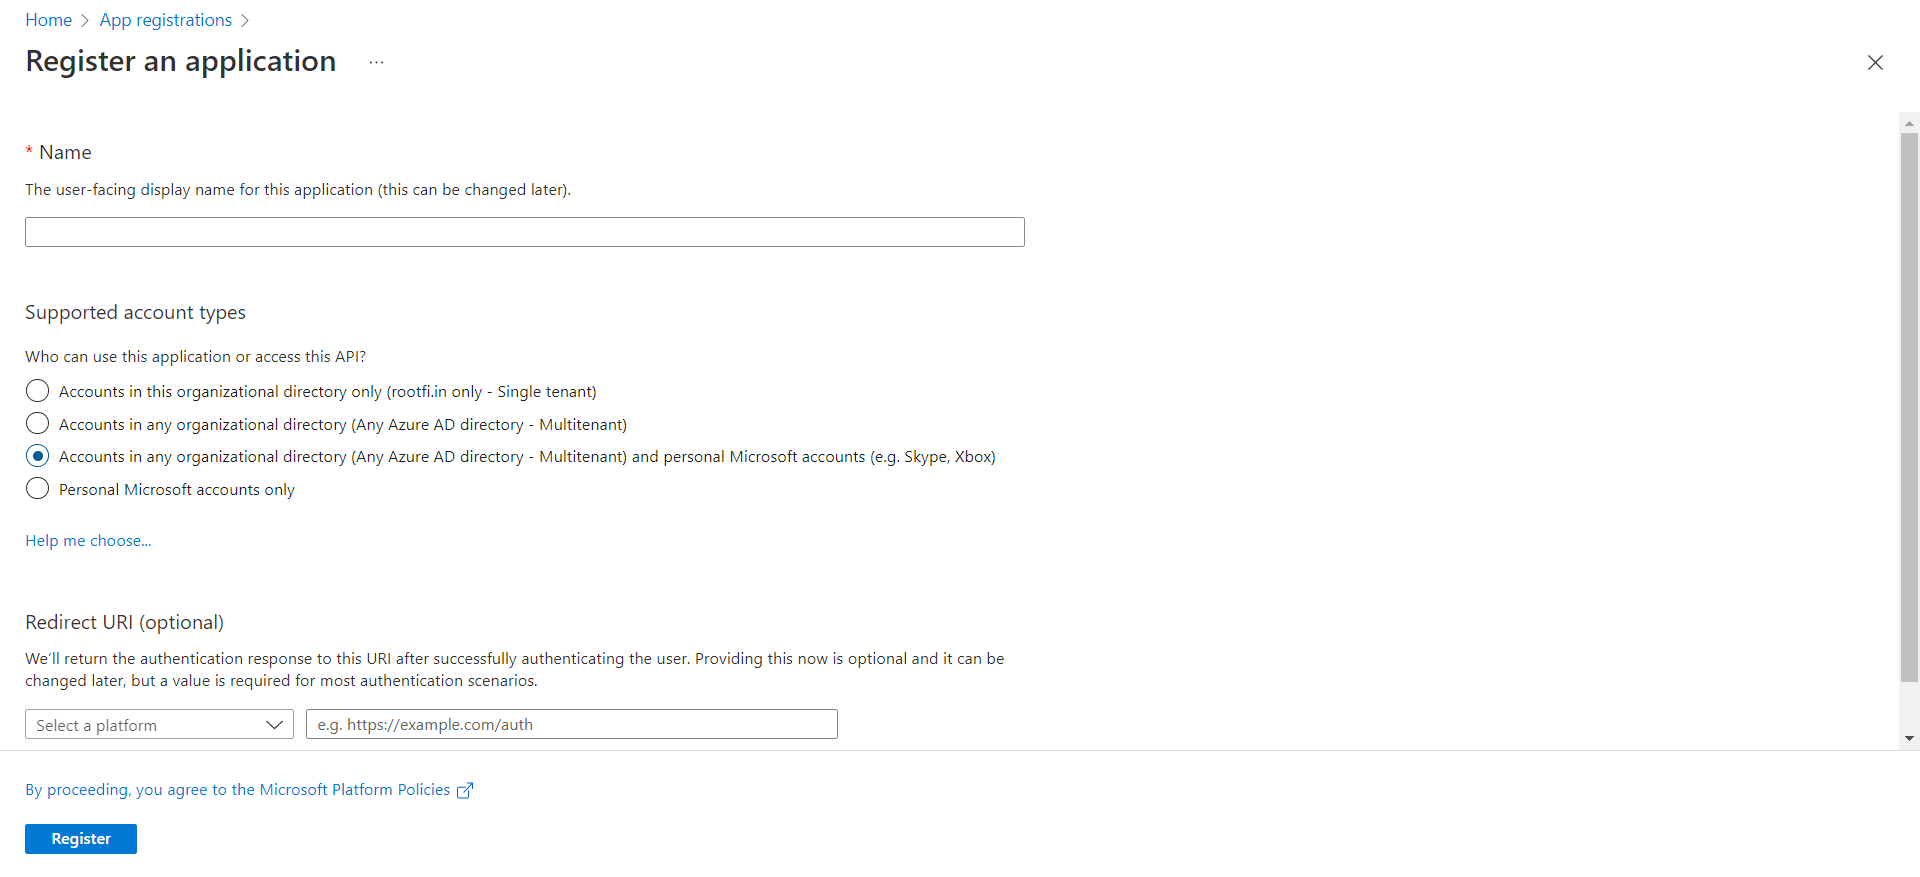 Home > App registrations >
Register an application ...
* Name
The user-facing display name for this application (this can be changed later).
Supported account types
Who can use this application or access this API?
Accounts in this organizational directory only (rootfi.in only - Single tenant)
Accounts in any organizational directory (Any Azure AD directory - Multitenant)
Accounts in any organizational directory (Any Azure AD directory - Multitenant) and personal Microsoft accounts (e.g. Skype, Xbox)
Personal Microsoft accounts only
Help me choose...
Redirect URI (optional)
We'll return the authentication response to this URI after successfully authenticating the user. Providing this now is optional and it can be
changed later, but a value is required for most authentication scenarios.
Select a platform e.g. https://example.com/auth
By proceeding, you agree to the Microsoft Platform Policies
Register